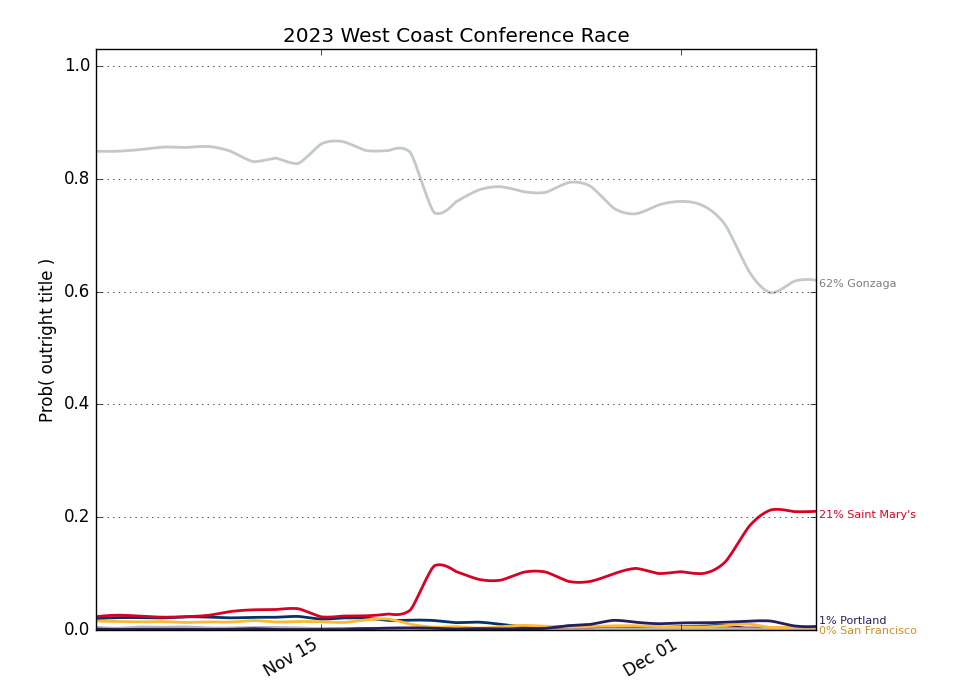 2023 West Coast Conference Race
1.0
0.8
0.6
0.4
0.2
0.0
Prob( outright title )
Nov 15
Dec 01
62% Gonzaga
21% Saint Mary's
1% Portland
0% San Francisco